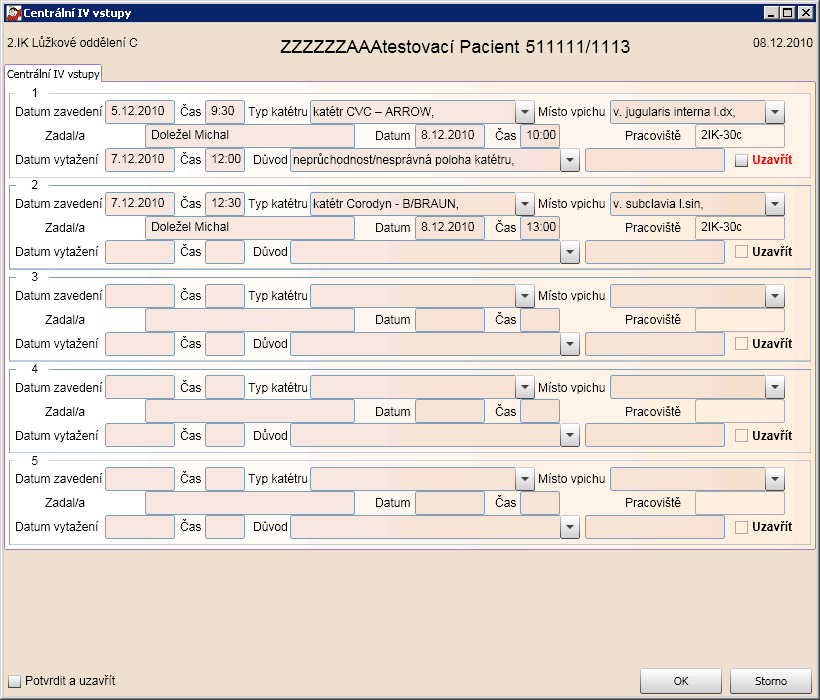 Centrální IV vstupy
2.IK Lůžkové oddělení C ZZZZZZAAAtestovací Pacient 511111/1113 08.12.2010
Centrální IV vstupy
1
Datum zavedení 5.12.2010 Čas 9:30 Typ katétru katétr CVC – ARROW, Místo vpichu v. jugularis interna l.dx,
Zadal/a Doležel Michal Datum 8.12.2010 Čas 10:00 Pracoviště 2IK-30c
Datum vytažení 7.12.2010 Čas 12:00 Důvod neprůchodnost/nesprávná poloha katétru, Uzavřít
2
Datum zavedení 7.12.2010 Čas 12:30 Typ katétru katétr Corodyn - B/BRAUN, Místo vpichu v. subclavia l.sin,
Zadal/a Doležel Michal Datum 8.12.2010 Čas 13:00 Pracoviště 2IK-30c
Datum vytažení Čas Důvod Uzavřít
3
Datum zavedení Čas Typ katétru Místo vpichu
Zadal/a Datum Čas Pracoviště
Datum vytažení Čas Důvod Uzavřít
4
Datum zavedení Čas Typ katétru Místo vpichu
Zadal/a Datum Čas Pracoviště
Datum vytažení Čas Důvod Uzavřít
5
Datum zavedení Čas Typ katétru Místo vpichu
Zadal/a Datum Čas Pracoviště
Datum vytažení Čas Důvod Uzavřít
Potvrdit a uzavřít OK Storno